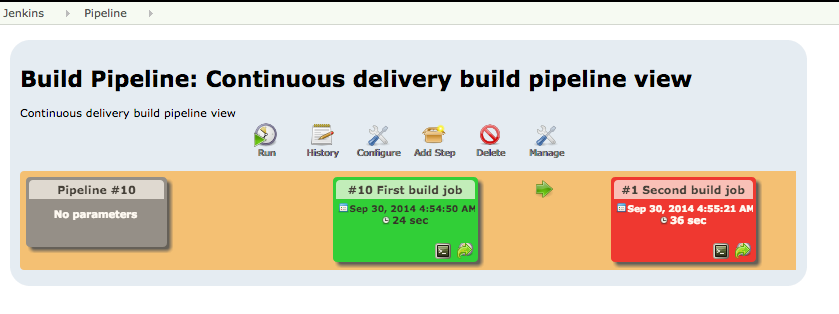 Jenkins Pipeline
Build Pipeline: Continuous delivery build pipeline view
Continuous delivery build pipeline view
Run History Configure Add Step Delete Manage
Pipeline #10
No parameters
#10 First build job
Sep 30, 2014 4:54:50 AM
24 sec
#1 Second build job
Sep 30, 2014 4:55:21 AM
36 sec